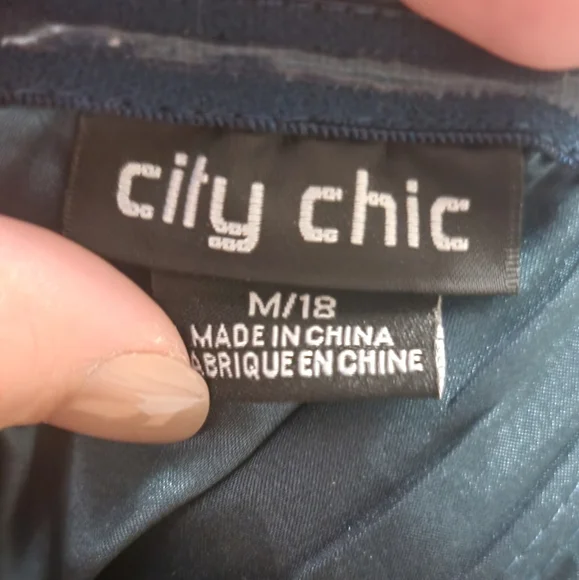 city chic
M/18
MADE IN CHINA
ABRIQUE EN CHINE